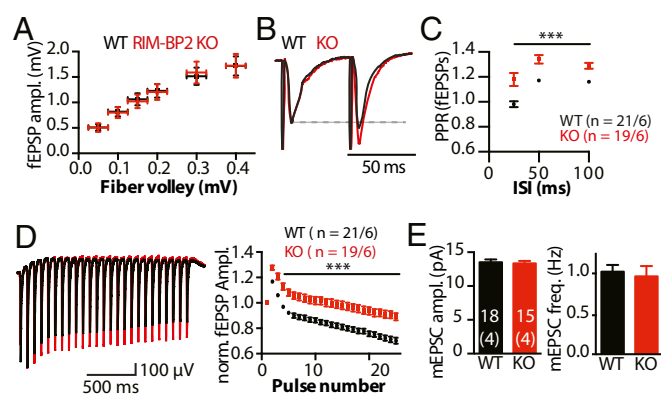 A
WT RIM-BP2 KO
fEPSP ampl. (mV)
2.0
1.5
1.0
0.5
0.0
0.0 0.1 0.2 0.3 0.4
Fiber volley (mV)
B
WT KO
50 ms
C
***
PPR (fEPSPs)
1.4
1.2
1.0
0.8
0.6
WT (n = 21/6)
KO (n = 19/6)
0 50 100
ISI (ms)
D
100 µV
500 ms
WT ( n = 21/6)
KO (n = 19/6)
***
norm. fEPSP Ampl.
1.4
1.2
1.0
0.8
0.6
0 10 20
Pulse number
E
mEPSC ampl. (pA)
15
10
5
0
18
(4)
15
(4)
WT KO
mEPSC freq. (Hz)
1.0
0.5
0.0
WT KO